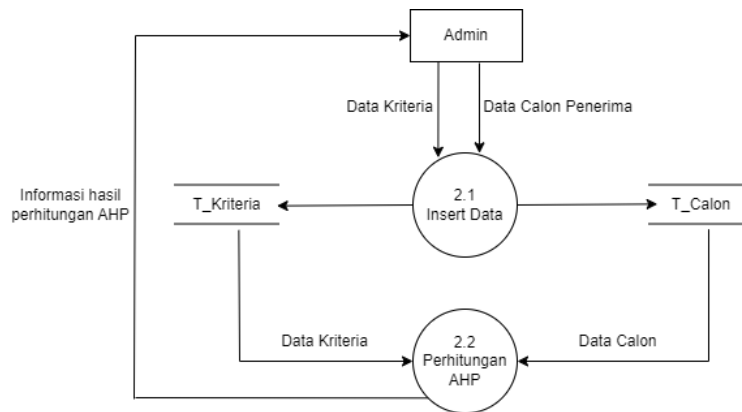 Admin
Data Kriteria
Data Calon Penerima
Informasi hasil
perhitungan AHP
T_Kriteria
2.1
Insert Data
T_Calon
Data Kriteria
2.2
Perhitungan
AHP
Data Calon